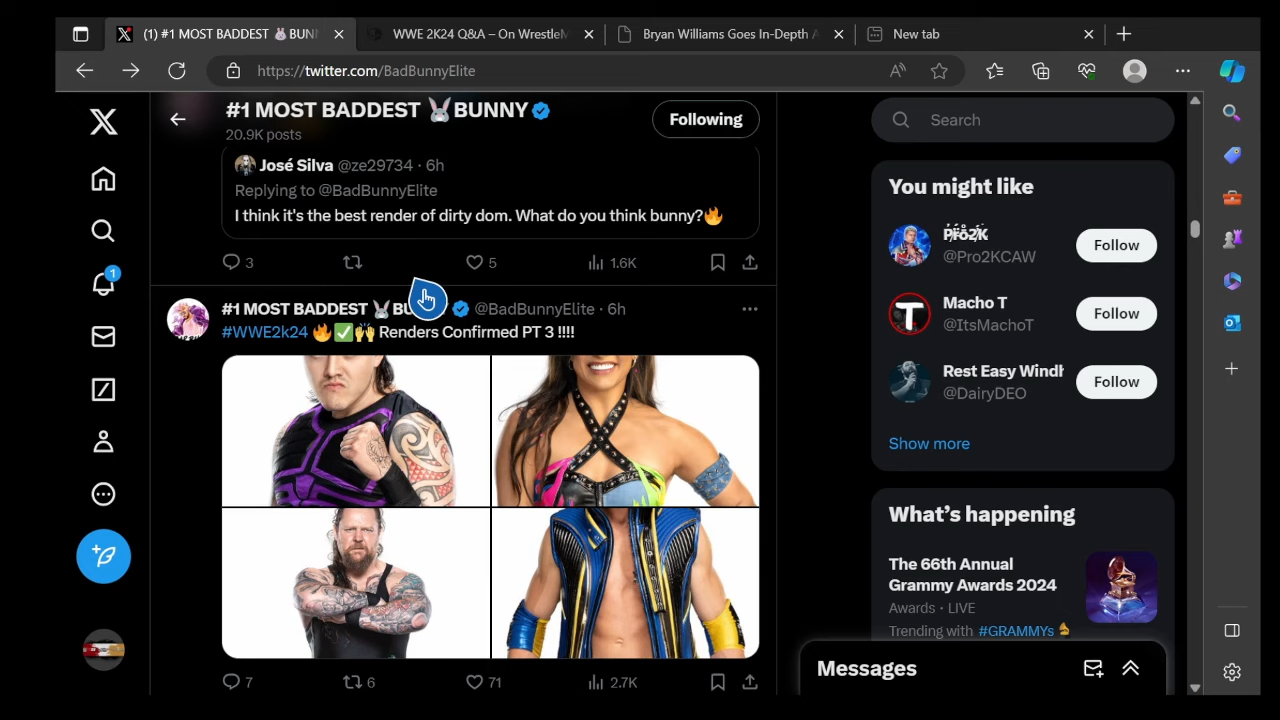 (1) #1 MOST BADDEST 🐰BUN
WWE 2K24 Q&A – On WrestleM
Bryan Williams Goes In-Depth A
New tab
https://twitter.com/BadBunnyElite
#1 MOST BADDEST 🐰BUNNY
20.9K posts
Following
José Silva @ze29734 · 6h
Replying to @BadBunnyElite
I think it's the best render of dirty dom. What do you think bunny?🔥
3
5
1.6K
#1 MOST BADDEST 🐰BU @BadBunnyElite · 6h
#WWE2k24 🔥✅🙌 Renders Confirmed PT 3 !!!!
7
6
71
2.7K
1
Search
You might like
@Pro2KCAW
Follow
Macho T
@ItsMachoT
Follow
Rest Easy Windh
@DairyDEO
Follow
Show more
What's happening
The 66th Annual
Grammy Awards 2024
Awards · LIVE
Trending with #GRAMMYs
Messages